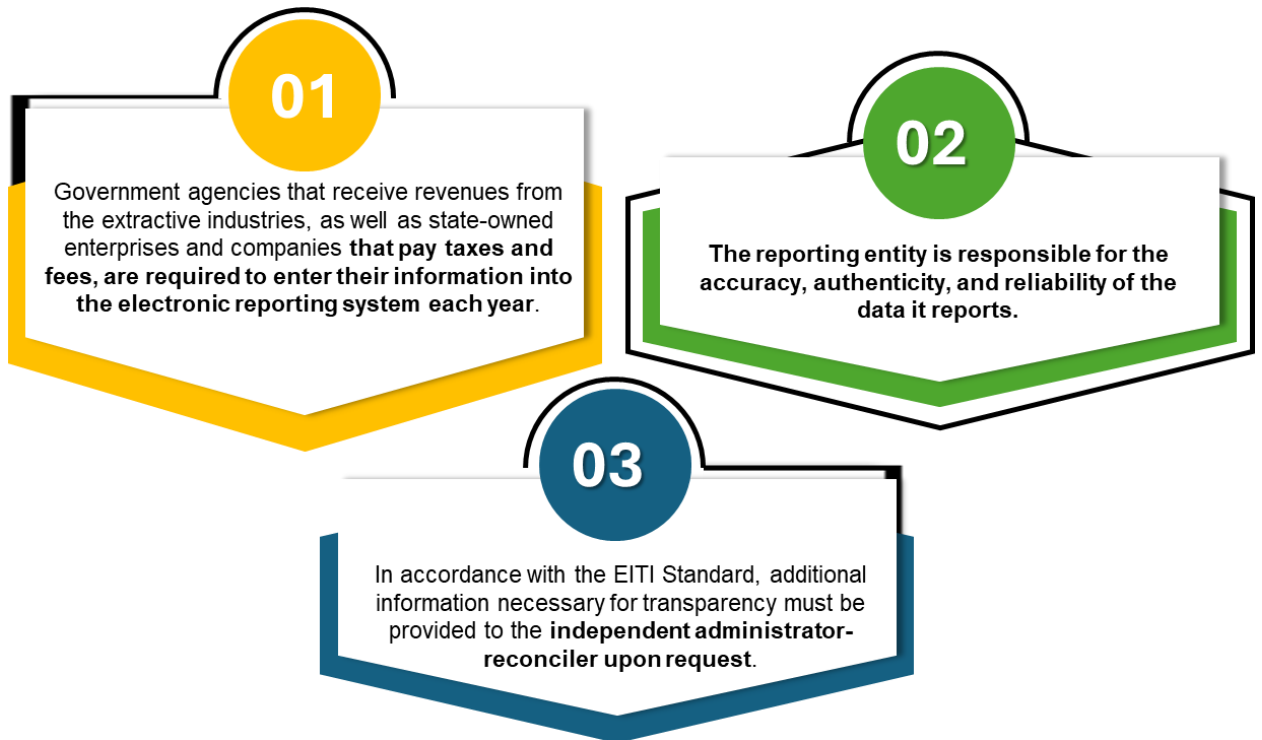 01
Government agencies that receive revenues from
the extractive industries, as well as state-owned
enterprises and companies that pay taxes and
fees, are required to enter their information into
the electronic reporting system each year.
02
The reporting entity is responsible for the
accuracy, authenticity, and reliability of the
data it reports.
03
In accordance with the EITI Standard, additional
information necessary for transparency must be
provided to the independent administrator-
reconciler upon request.